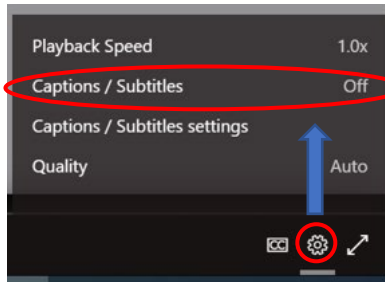 Playback Speed 1.0x
Captions / Subtitles Off
Captions / Subtitles settings
Quality Auto
CC